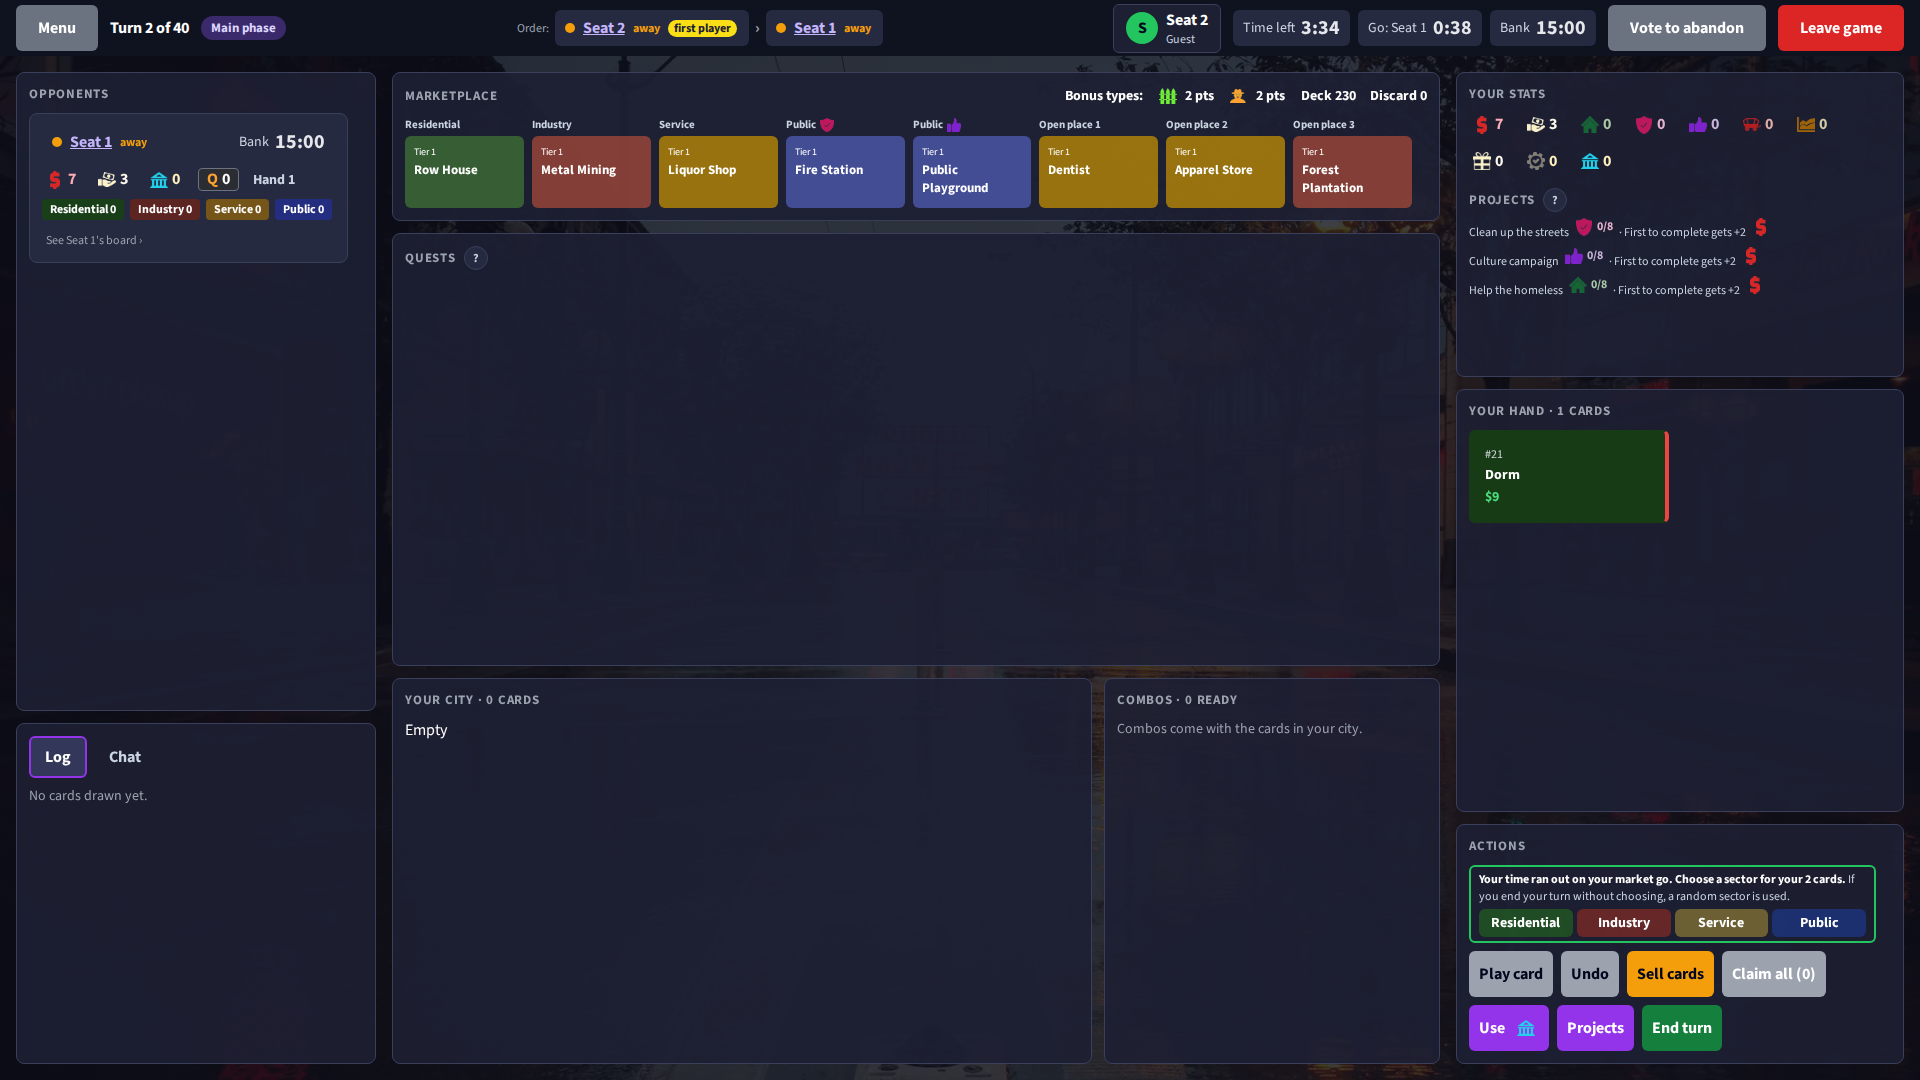 Menu
Turn 2 of 40
Main phase
Order:
Seat 2 away first player
›
Seat 1 away
S
Seat 2
Guest
Time left 3:34
Go: Seat 1 0:38
Bank 15:00
Vote to abandon
Leave game
OPPONENTS
Seat 1 away
Bank 15:00
$ 7
3
0
Q 0
Hand 1
Residential 0
Industry 0
Service 0
Public 0
See Seat 1's board ›
Log
Chat
No cards drawn yet.
MARKETPLACE
Bonus types:
2 pts
2 pts
Deck 230
Discard 0
Residential
Tier 1
Row House
Industry
Tier 1
Metal Mining
Service
Tier 1
Liquor Shop
Public
Tier 1
Fire Station
Public
Tier 1
Public
Playground
Open place 1
Tier 1
Dentist
Open place 2
Tier 1
Apparel Store
Open place 3
Tier 1
Forest
Plantation
QUESTS ?
YOUR CITY · 0 CARDS
Empty
COMBOS · 0 READY
Combos come with the cards in your city.
YOUR STATS
$ 7 3 0 0 0 0 0
0 0 0
PROJECTS ?
Clean up the streets 0/8 · First to complete gets +2 $
Culture campaign 0/8 · First to complete gets +2 $
Help the homeless 0/8 · First to complete gets +2 $
YOUR HAND · 1 CARDS
#21
Dorm
$9
ACTIONS
Your time ran out on your market go. Choose a sector for your 2 cards. If
you end your turn without choosing, a random sector is used.
Residential
Industry
Service
Public
Play card
Undo
Sell cards
Claim all (0)
Use
Projects
End turn